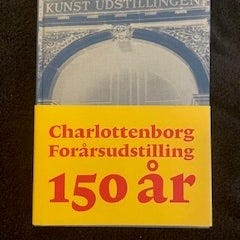 KUNST UDSTILLINGEN
Charlottenborg
Forårsudstilling
150 år